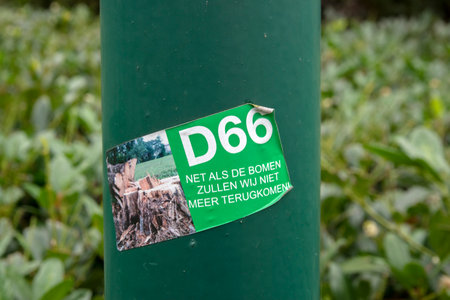 D66
NET ALS DE BOMEN
ZULLEN WIJ NIET
MEER TERUGKOMEN